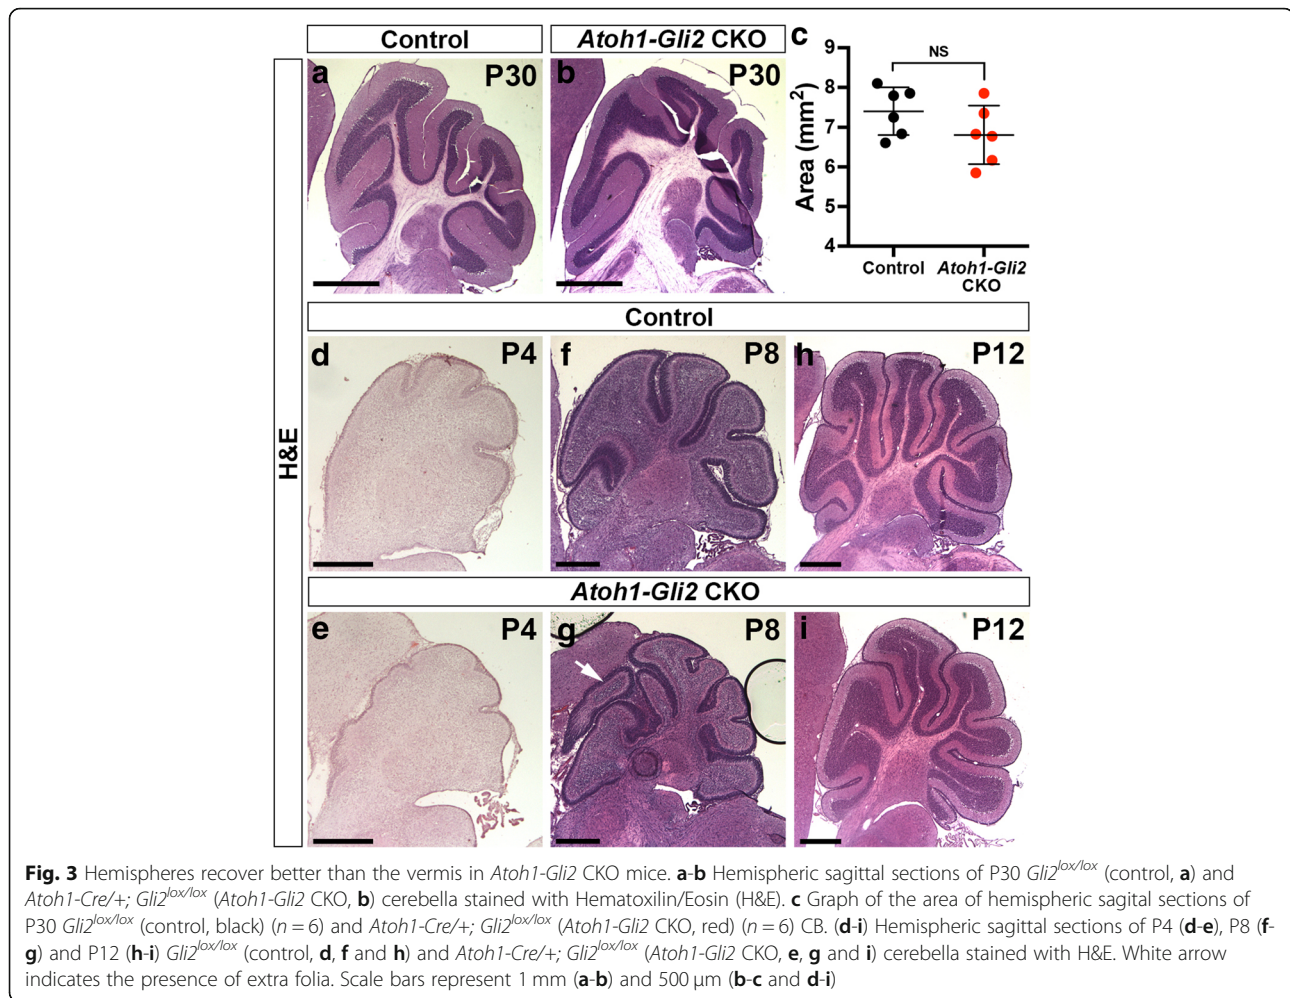 Control
Atoh1-Gli2 CKO
c
a
P30
b
P30
NS
9
8
7
6
5
4
Area (mm²)
Control
Atoh1-Gli2
CKO
H&E
Control
d
P4
f
P8
h
P12
Atoh1-Gli2 CKO
e
P4
g
P8
i
P12
Fig. 3 Hemispheres recover better than the vermis in Atoh1-Gli2 CKO mice. a-b Hemispheric sagittal sections of P30 Gli2lox/lox (control, a) and
Atoh1-Cre/+; Gli2lox/lox (Atoh1-Gli2 CKO, b) cerebella stained with Hematoxilin/Eosin (H&E). c Graph of the area of hemispheric sagital sections of
P30 Gli2lox/lox (control, black) (n = 6) and Atoh1-Cre/+; Gli2lox/lox (Atoh1-Gli2 CKO, red) (n = 6) CB. (d-i) Hemispheric sagittal sections of P4 (d-e), P8 (f-
g) and P12 (h-i) Gli2lox/lox (control, d, f and h) and Atoh1-Cre/+; Gli2lox/lox (Atoh1-Gli2 CKO, e, g and i) cerebella stained with H&E. White arrow
indicates the presence of extra folia. Scale bars represent 1 mm (a-b) and 500 μm (b-c and d-i)